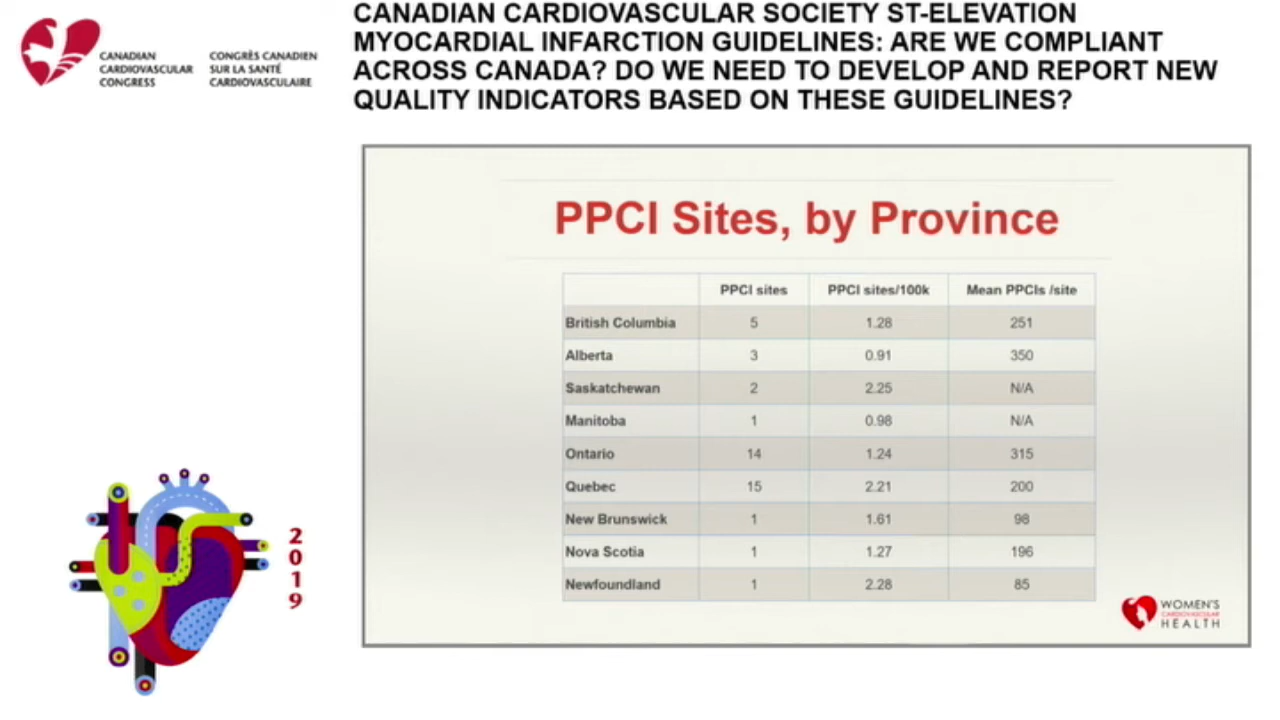 CANADIAN
CARDIOVASCULAR
CONGRESS
CONGRÈS CANADIEN
SUR LA SANTÉ
CARDIOVASCULAIRE
CANADIAN CARDIOVASCULAR SOCIETY ST-ELEVATION
MYOCARDIAL INFARCTION GUIDELINES: ARE WE COMPLIANT
ACROSS CANADA? DO WE NEED TO DEVELOP AND REPORT NEW
QUALITY INDICATORS BASED ON THESE GUIDELINES?
PPCI Sites, by Province
PPCI sites PPCI sites/100k Mean PPCIs /site
British Columbia 5 1.28 251
Alberta 3 0.91 350
Saskatchewan 2 2.25 N/A
Manitoba 1 0.98 N/A
Ontario 14 1.24 315
Quebec 15 2.21 200
New Brunswick 1 1.61 98
Nova Scotia 1 1.27 196
Newfoundland 1 2.28 85
WOMEN'S
CARDIOVASCULAR
HEALTH
2
0
1
9